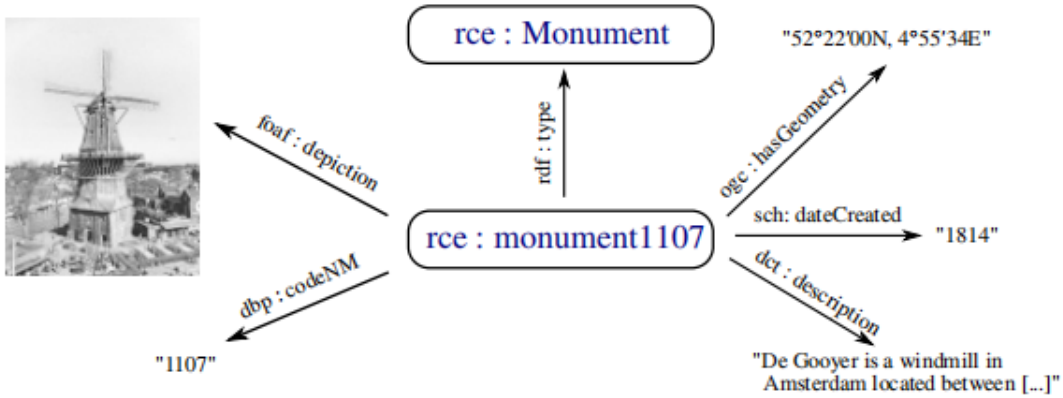 rce : Monument
"52°22'00N, 4°55'34E"
foaf : depiction
rdf : type
ogc : hasGeometry
rce : monument1107
sch: dateCreated
"1814"
dbp : codeNM
dct : description
"1107"
"De Gooyer is a windmill in
Amsterdam located between [...]"